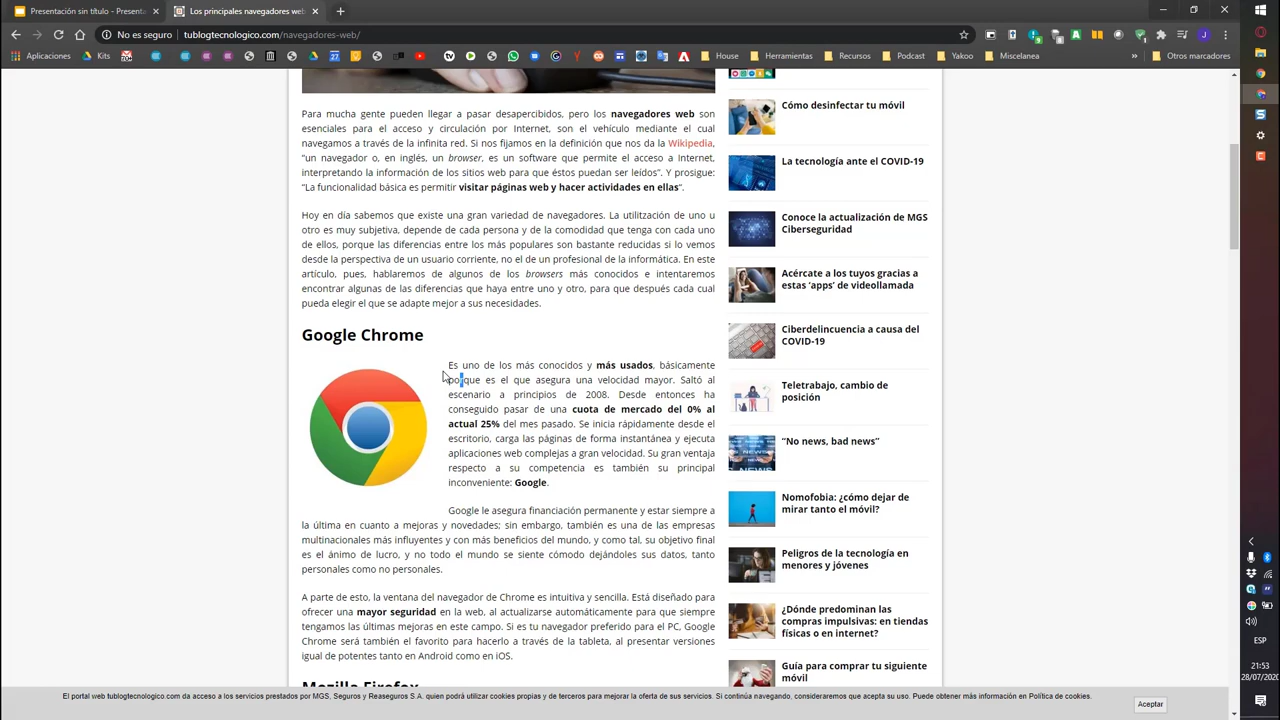 Presentación sin título - Presenta
Los principales navegadores web
No es seguro
tublogtecnologico.com/navegadores-web/
Aplicaciones
Kits
House
Herramientas
Recursos
Podcast
Yakoo
Miscelanea
Otros marcadores
Para mucha gente pueden llegar a pasar desapercibidos, pero los navegadores web son
esenciales para el acceso y circulación por Internet, son el vehículo mediante el cual
navegamos a través de la infinita red. Si nos fijamos en la definición que nos da la Wikipedia,
“un navegador o, en inglés, un browser, es un software que permite el acceso a Internet,
interpretando la información de los sitios web para que éstos puedan ser leídos”. Y prosigue:
“La funcionalidad básica es permitir visitar páginas web y hacer actividades en ellas“.
Hoy en día sabemos que existe una gran variedad de navegadores. La utilitzación de uno u
otro es muy subjetiva, depende de cada persona y de la comodidad que tenga con cada uno
de ellos, porque las diferencias entre los más populares son bastante reducidas si lo vemos
desde la perspectiva de un usuario corriente, no el de un profesional de la informática. En este
artículo, pues, hablaremos de algunos de los browsers más conocidos e intentaremos
encontrar algunas de las diferencias que haya entre uno y otro, para que después cada cual
pueda elegir el que se adapte mejor a sus necesidades.
Google Chrome
Es uno de los más conocidos y más usados, básicamente
porque es el que asegura una velocidad mayor. Saltó al
escenario a principios de 2008. Desde entonces ha
conseguido pasar de una cuota de mercado del 0% al
actual 25% del mes pasado. Se inicia rápidamente desde el
escritorio, carga las páginas de forma instantánea y ejecuta
aplicaciones web complejas a gran velocidad. Su gran ventaja
respecto a su competencia es también su principal
inconveniente: Google.
Google le asegura financiación permanente y estar siempre a
la última en cuanto a mejoras y novedades: sin embargo, también es una de las empresas
multinacionales más influyentes y con más beneficios del mundo, y como tal, su objetivo final
es el ánimo de lucro, y no todo el mundo se siente cómodo dejándoles sus datos, tanto
personales como no personales.
A parte de esto, la ventana del navegador de Chrome es intuitiva y sencilla. Está diseñado para
ofrecer una mayor seguridad en la web, al actualizarse automáticamente para que siempre
tengamos las últimas mejoras en este campo. Si es tu navegador preferido para el PC, Google
Chrome será también el favorito para hacerlo a través de la tableta, al presentar versiones
igual de potentes tanto en Android como en iOS.
Mozilla Firefox
Cómo desinfectar tu móvil
La tecnología ante el COVID-19
Conoce la actualización de MGS
Ciberseguridad
Acércate a los tuyos gracias a
estas ‘apps’ de videollamada
Ciberdelincuencia a causa del
COVID-19
Teletrabajo, cambio de
posición
“No news, bad news”
Nomofobia: ¿cómo dejar de
mirar tanto el móvil?
Peligros de la tecnología en
menores y jóvenes
¿Dónde predominan las
compras impulsivas: en tiendas
físicas o en internet?
Guía para comprar tu siguiente
móvil
El portal web tublogtecnologico.com da acceso a los servicios prestados por MGS, Seguros y Reaseguros S.A. quien podrá utilizar cookies propias y de terceros para mejorar la oferta de sus servicios. Si continúa navegando, consideraremos que acepta su uso. Puede obtener más información en Política de cookies.
Aceptar
ESP
21:53
28/07/2020